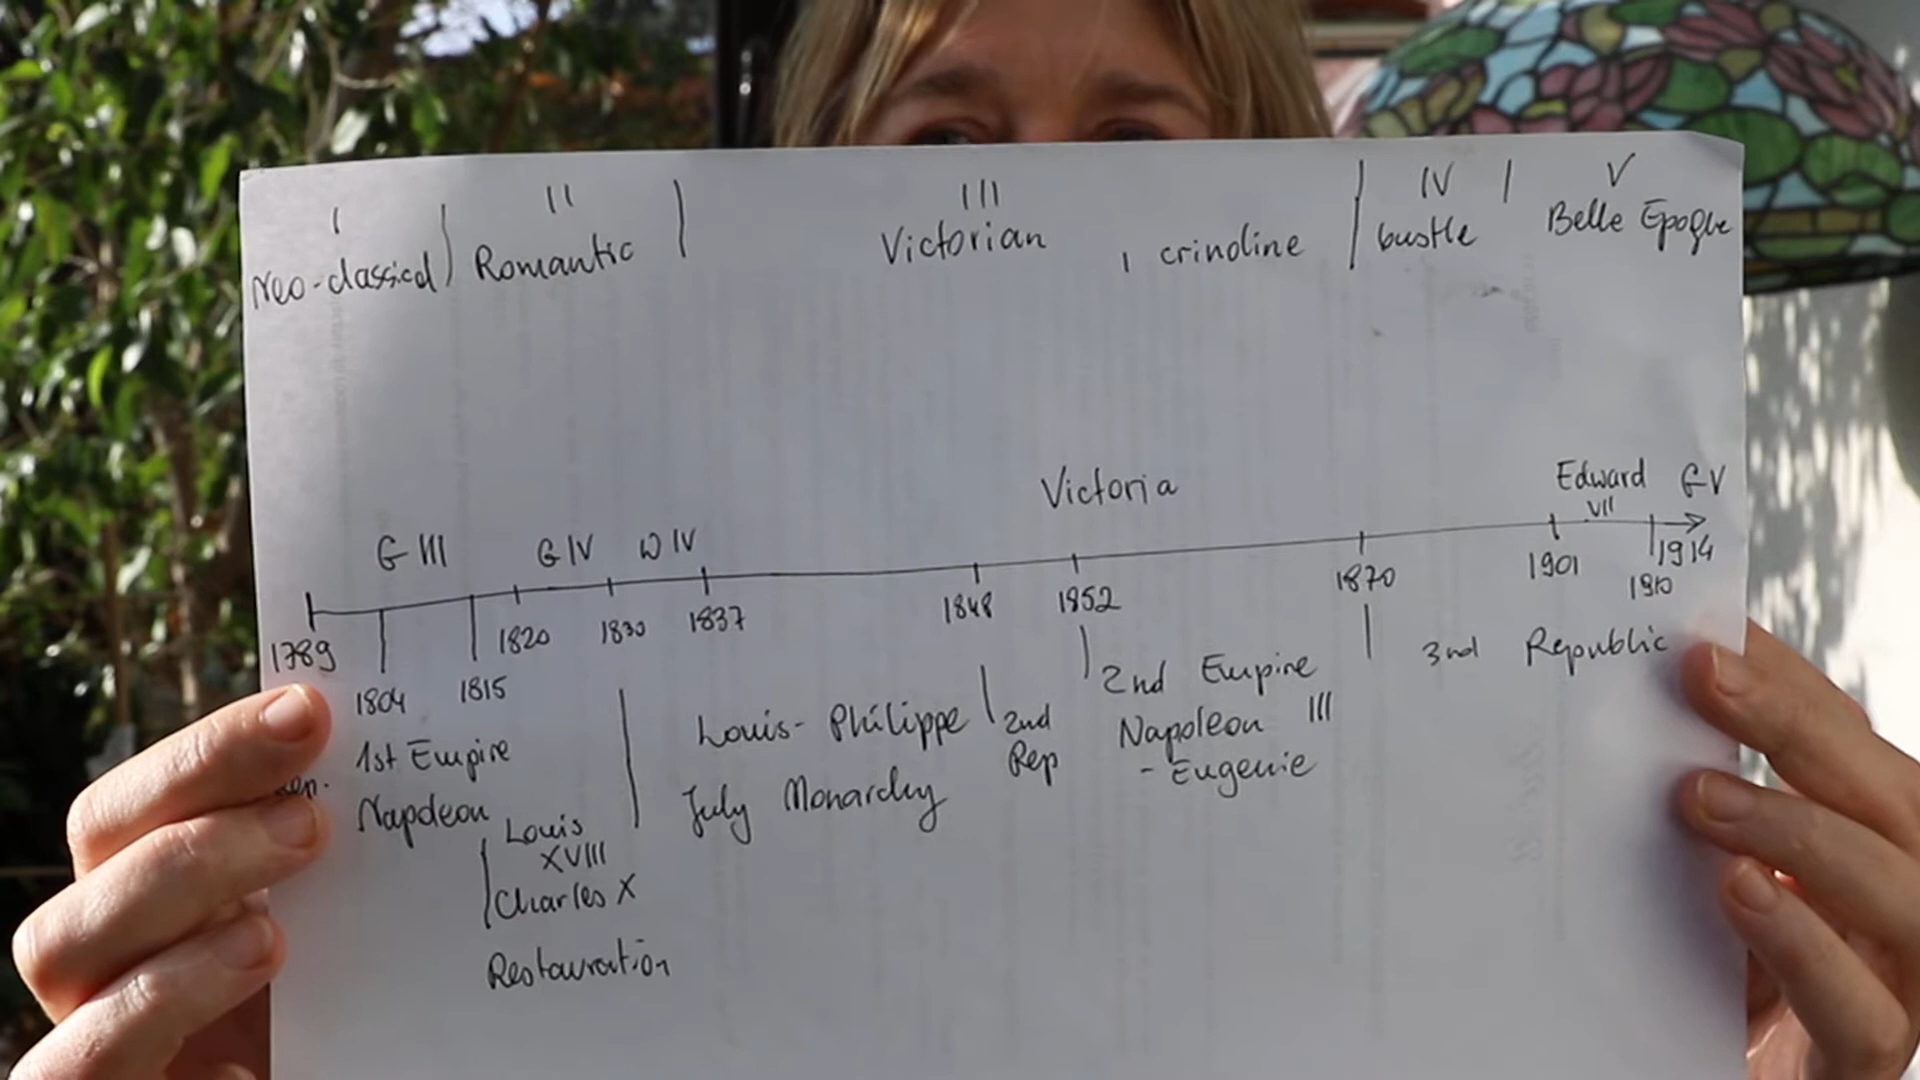 I II III IV V
Neo-classical Romantic Victorian crinoline bustle Belle Epoque
Victoria Edward VII G V
G III G IV W IV
1789 1804 1815 1820 1830 1837 1848 1852 1870 1901 1910 1914
1st Empire
Napoleon
Louis
XVIII
Charles X
Restauration
Louis-Philippe
July Monarchy
2nd
Rep
2nd Empire
Napoleon III
- Eugenie
3nd Republic